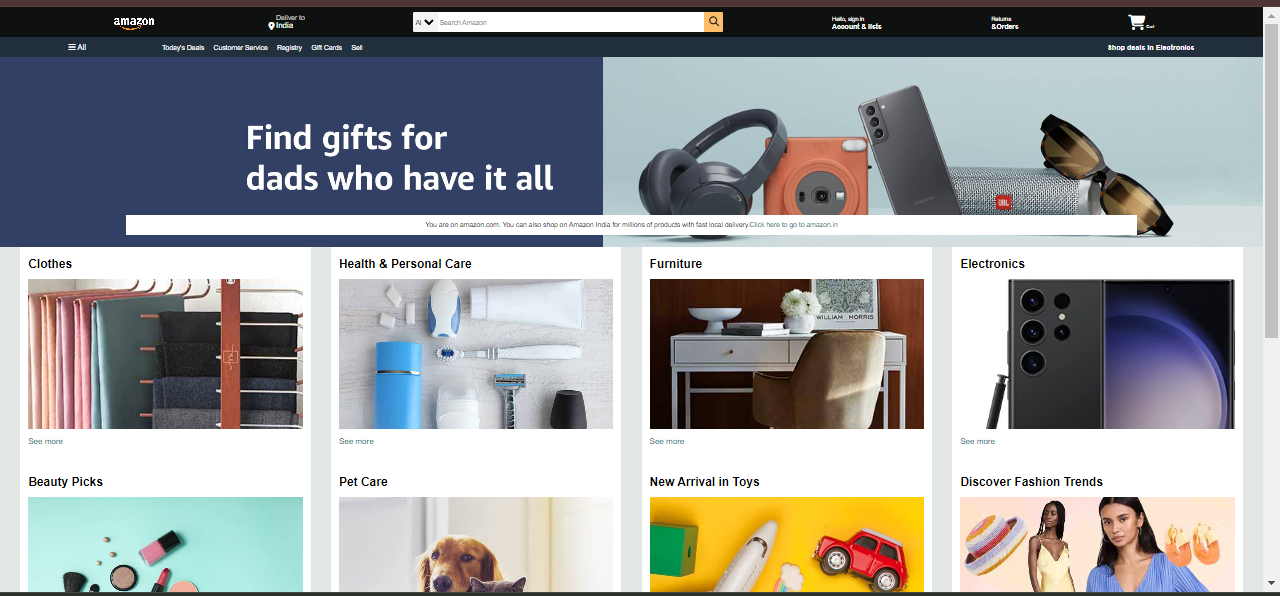 amazon
Deliver to
India
All
Search Amazon
Hello, sign in
Account & lists
Returns
&Orders
Cart
All
Today's Deals
Customer Service
Registry
Gift Cards
Sell
Shop deals in Electronics
Find gifts for
dads who have it all
You are on amazon.com. You can also shop on Amazon India for millions of products with fast local delivery.Click here to go to amazon.in
SAMSUNG
JBL
Clothes
Health & Personal Care
Furniture
Electronics
WILLIAM MORRIS
See more
See more
See more
See more
Beauty Picks
Pet Care
New Arrival in Toys
Discover Fashion Trends